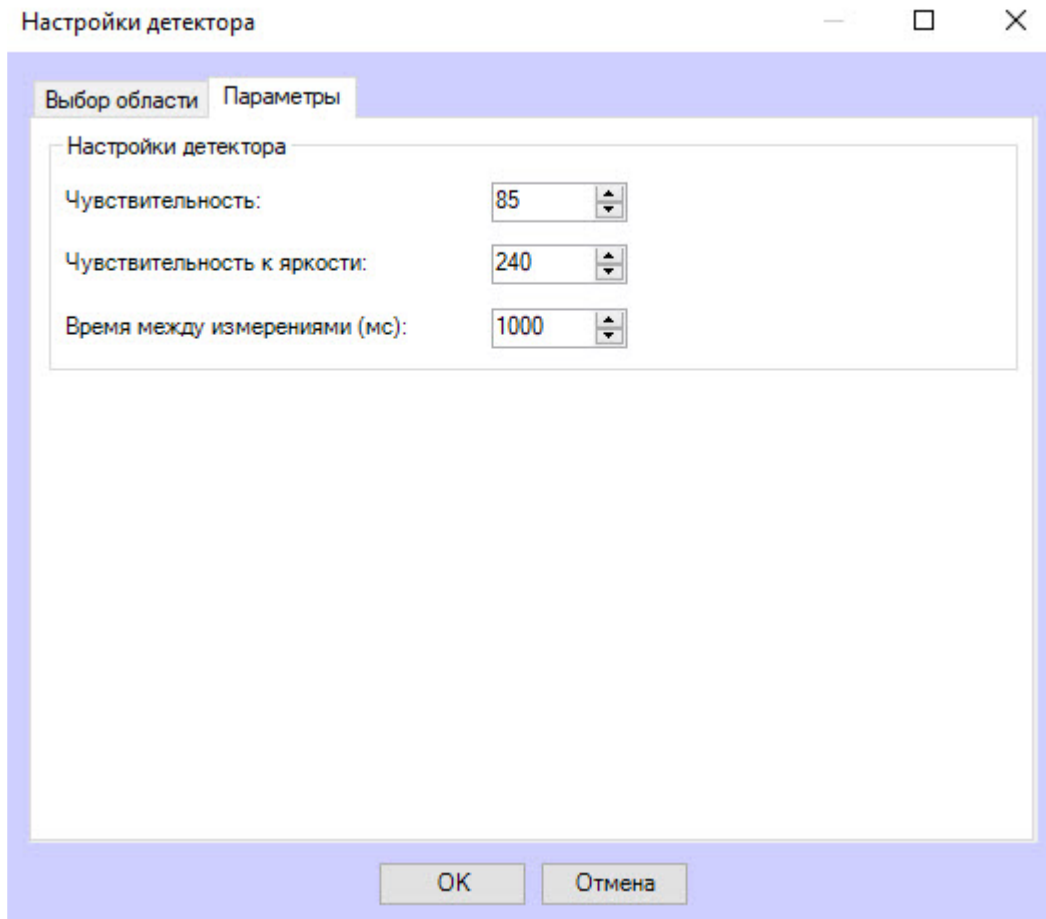 Настройки детектора
Выбор области Параметры
Настройки детектора
Чувствительность: 85
Чувствительность к яркости: 240
Время между измерениями (мс): 1000
OK Отмена